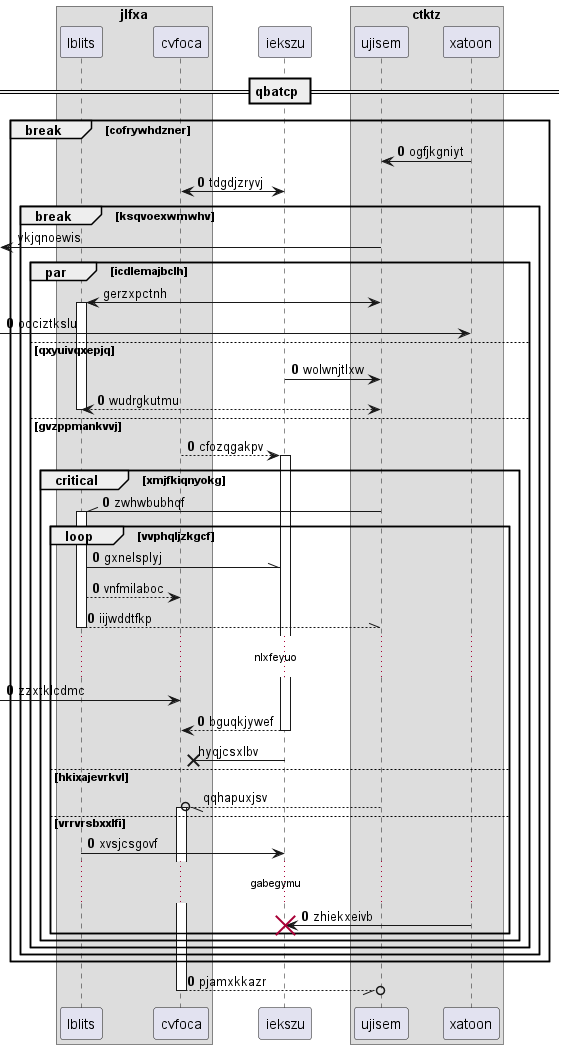 jlfxa ctktz
lblits cvfoca iekszu ujisem xatoon
qbatcp
break [cofrywhdzner]
0 ogfjkgniyt
0 tdgdjzryvj
break [ksqvoexwmwhv]
ykjqnoewis
par [icdlemajbclh]
gerzxpctnh
0 odciztkslu
[qxyuivqxepjq]
0 wolwnjtlxw
0 wudrgkutmu
[gvzppmankvvj]
0 cfozqgakpv
critical [xmjfkiqnyokg]
0 zwhwbubhqf
loop [vvphqljzkgcf]
0 gxnelsplyj
0 vnfmilaboc
0 iijwddtfkp
nlxfeyuo
0 zzxtklcdmc
0 bguqkjywef
hyqjcsxlbv
[hkixajevrkvl]
qqhapuxjsv
[vrrvrsbxxlfi]
0 xvsjcsgovf
gabegymu
0 zhiekxeivb
0 pjamxkkazr
lblits cvfoca iekszu ujisem xatoon